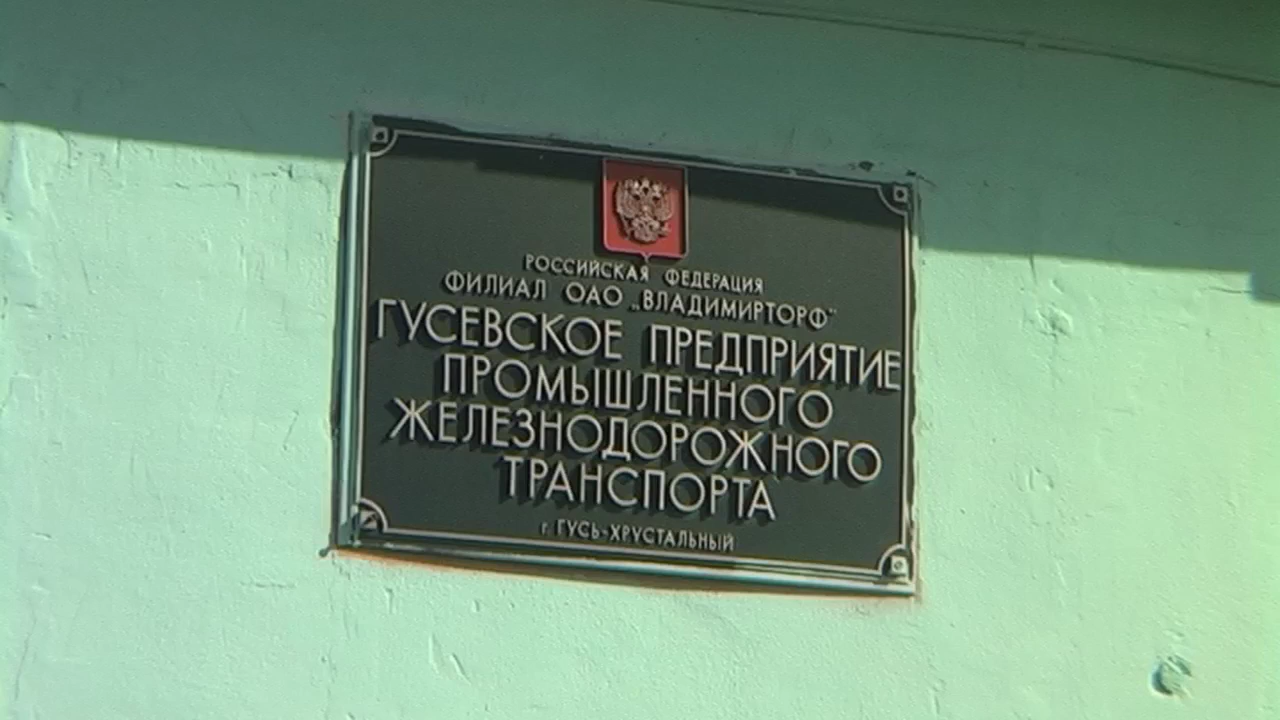 РОССИЙСКАЯ ФЕДЕРАЦИЯ
ФИЛИАЛ ОАО „ВЛАДИМИРТОРФ"
ГУСЕВСКОЕ ПРЕДПРИЯТИЕ
ПРОМЫШЛЕННОГО
ЖЕЛЕЗНОДОРОЖНОГО
ТРАНСПОРТА
г. ГУСЬ-ХРУСТАЛЬНЫЙ